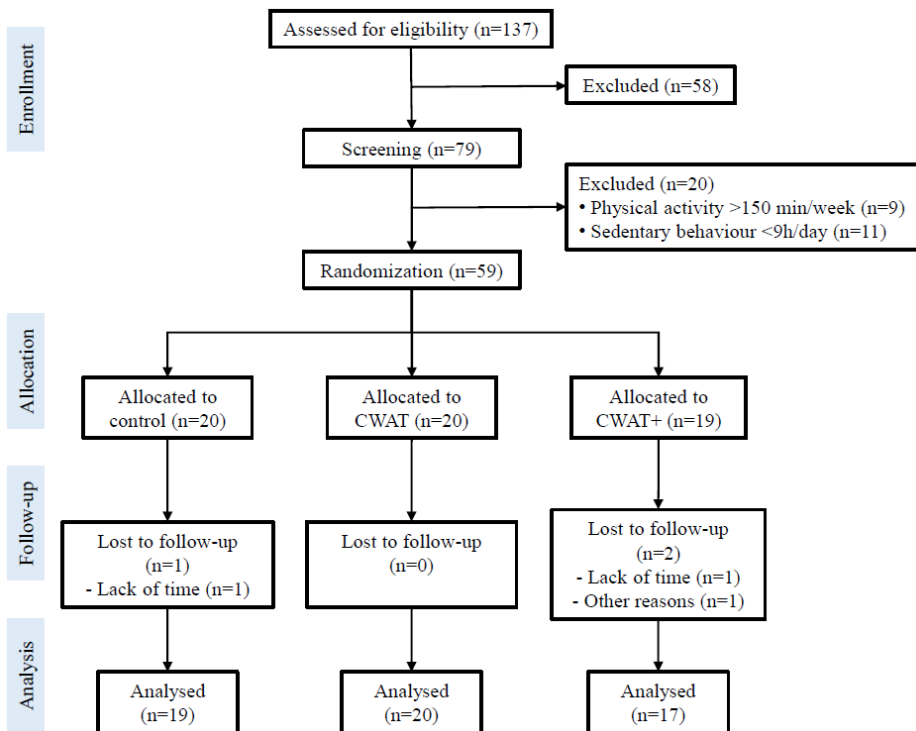 Enrollment
Assessed for eligibility (n=137)
Excluded (n=58)
Screening (n=79)
Excluded (n=20)
• Physical activity >150 min/week (n=9)
• Sedentary behaviour <9h/day (n=11)
Randomization (n=59)
Allocation
Allocated to
control (n=20)
Allocated to
CWAT (n=20)
Allocated to
CWAT+ (n=19)
Follow-up
Lost to follow-up
(n=1)
- Lack of time (n=1)
Lost to follow-up
(n=0)
Lost to follow-up
(n=2)
- Lack of time (n=1)
- Other reasons (n=1)
Analysis
Analysed
(n=19)
Analysed
(n=20)
Analysed
(n=17)